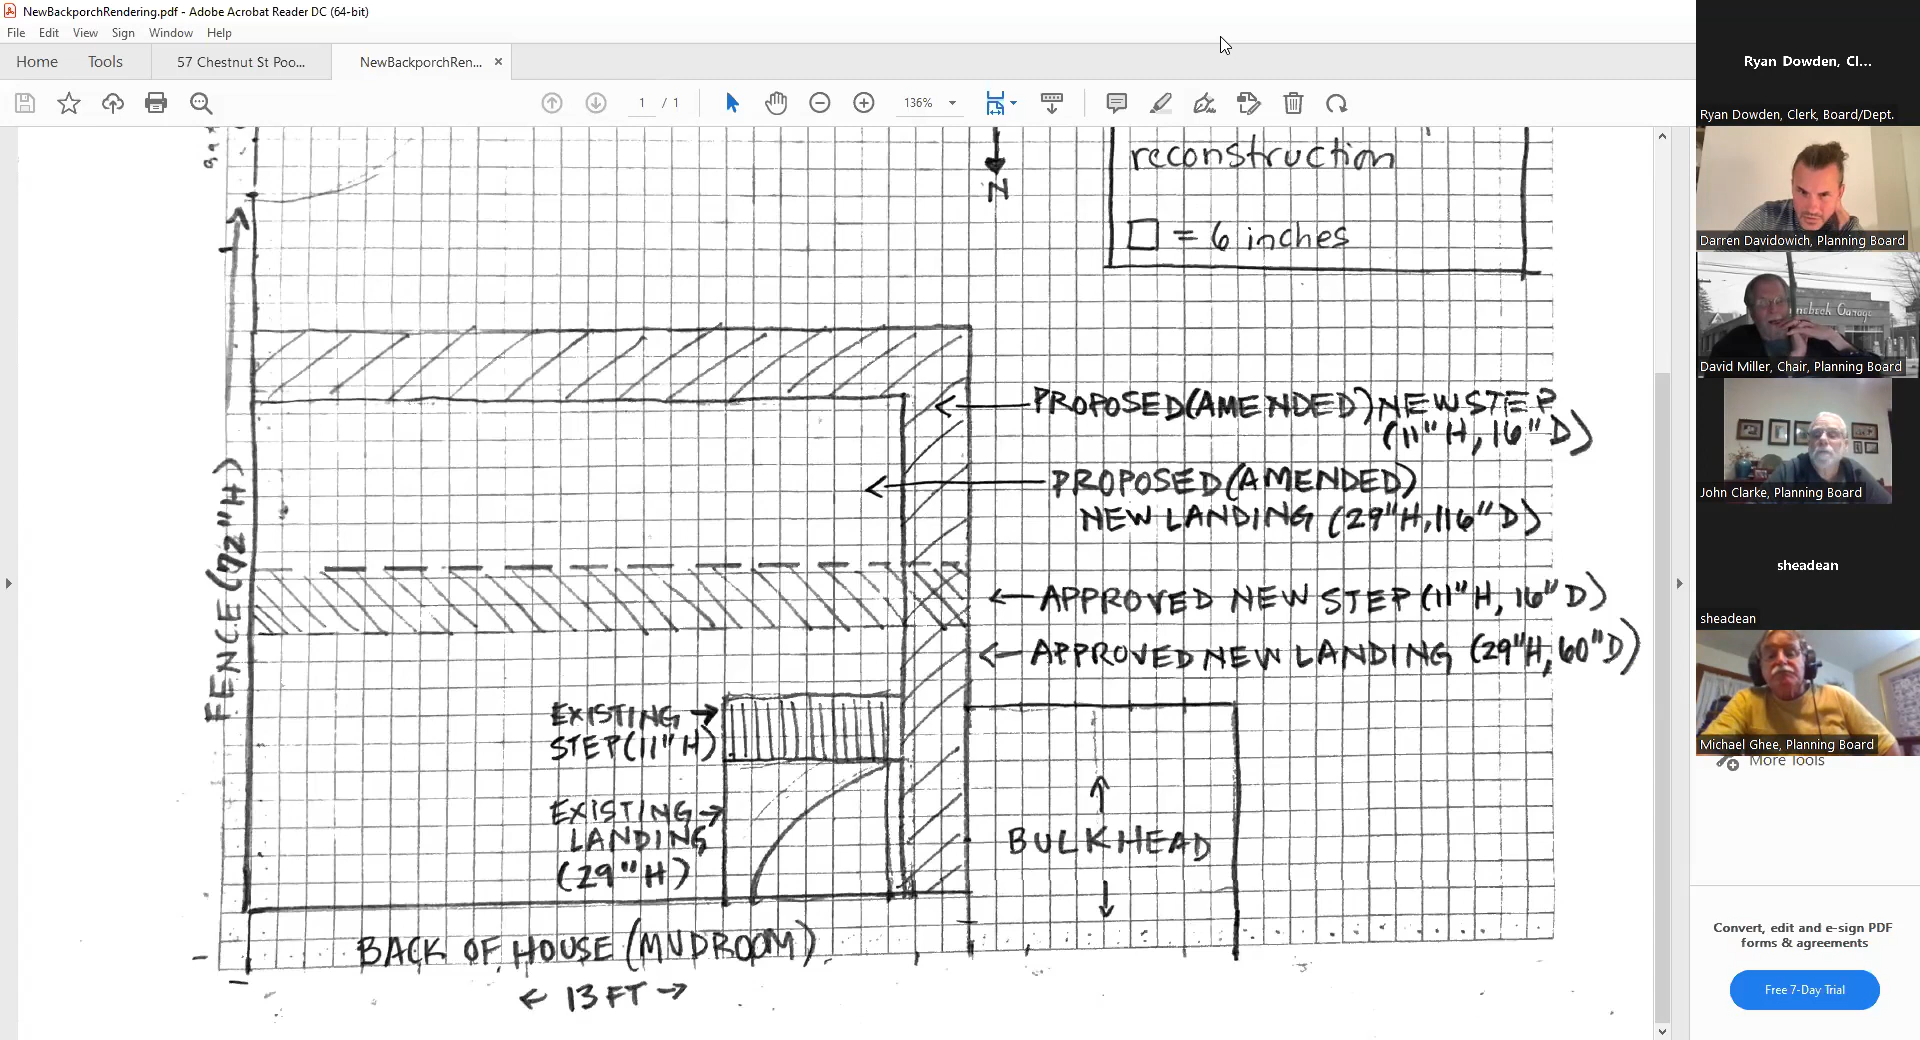 NewBackporchRendering.pdf - Adobe Acrobat Reader DC (64-bit)
File Edit View Sign Window Help
Home Tools 57 Chestnut St Poo... NewBackporchRen... ×
1 / 1 136%
reconstruction
N
= 6 inches
PROPOSED (AMENDED) NEW STEP
(11"H, 16"D)
PROPOSED (AMENDED)
NEW LANDING (29"H, 116"D)
FENCE (72"H)
APPROVED NEW STEP (11"H, 16"D)
APPROVED NEW LANDING (29"H, 60"D)
EXISTING
STEP (11"H)
EXISTING
LANDING
(29"H)
BULKHEAD
BACK OF HOUSE (MUDROOM)
13 FT
Ryan Dowden, Cl...
Ryan Dowden, Clerk, Board/Dept.
Darren Davidowich, Planning Board
Garage
David Miller, Chair, Planning Board
John Clarke, Planning Board
sheadean
sheadean
Michael Ghee, Planning Board
More Tools
Convert, edit and e-sign PDF
forms & agreements
Free 7-Day Trial